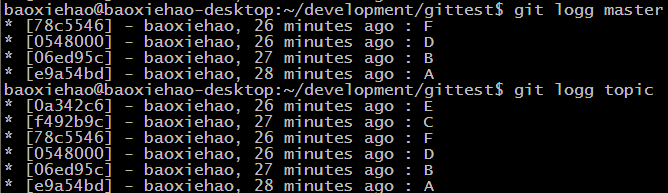 baoxiehao@baoxiehao-desktop:~/development/gittest$ git logg master
* [78c5546] - baoxiehao, 26 minutes ago : F
* [0548000] - baoxiehao, 26 minutes ago : D
* [06ed95c] - baoxiehao, 27 minutes ago : B
* [e9a54bd] - baoxiehao, 28 minutes ago : A
baoxiehao@baoxiehao-desktop:~/development/gittest$ git logg topic
* [0a342c6] - baoxiehao, 26 minutes ago : E
* [f492b9c] - baoxiehao, 27 minutes ago : C
* [78c5546] - baoxiehao, 26 minutes ago : F
* [0548000] - baoxiehao, 26 minutes ago : D
* [06ed95c] - baoxiehao, 27 minutes ago : B
* [e9a54bd] - baoxiehao, 28 minutes ago : A